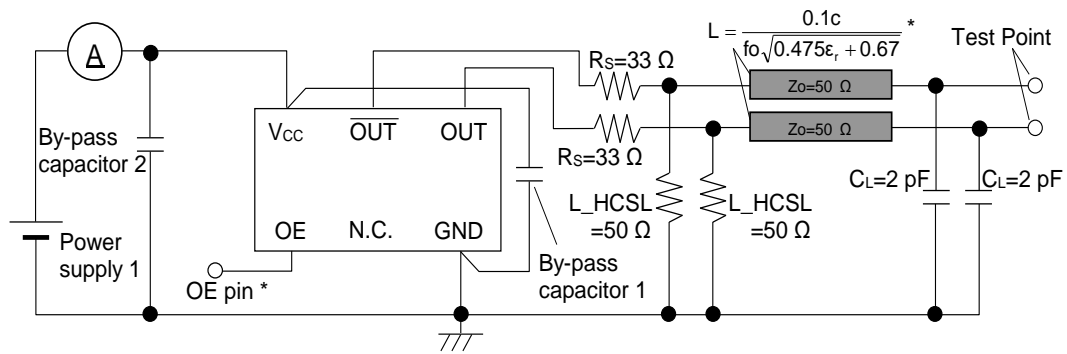 A
By-pass
capacitor 2
Power
supply 1
VCC
OUT
OUT
OE
N.C.
GND
OE pin *
RS=33 Ω
RS=33 Ω
By-pass
capacitor 1
L = 0.1c / fo√(0.475εr + 0.67) *
Zo=50 Ω
Zo=50 Ω
Test Point
L_HCSL
=50 Ω
L_HCSL
=50 Ω
CL=2 pF
CL=2 pF